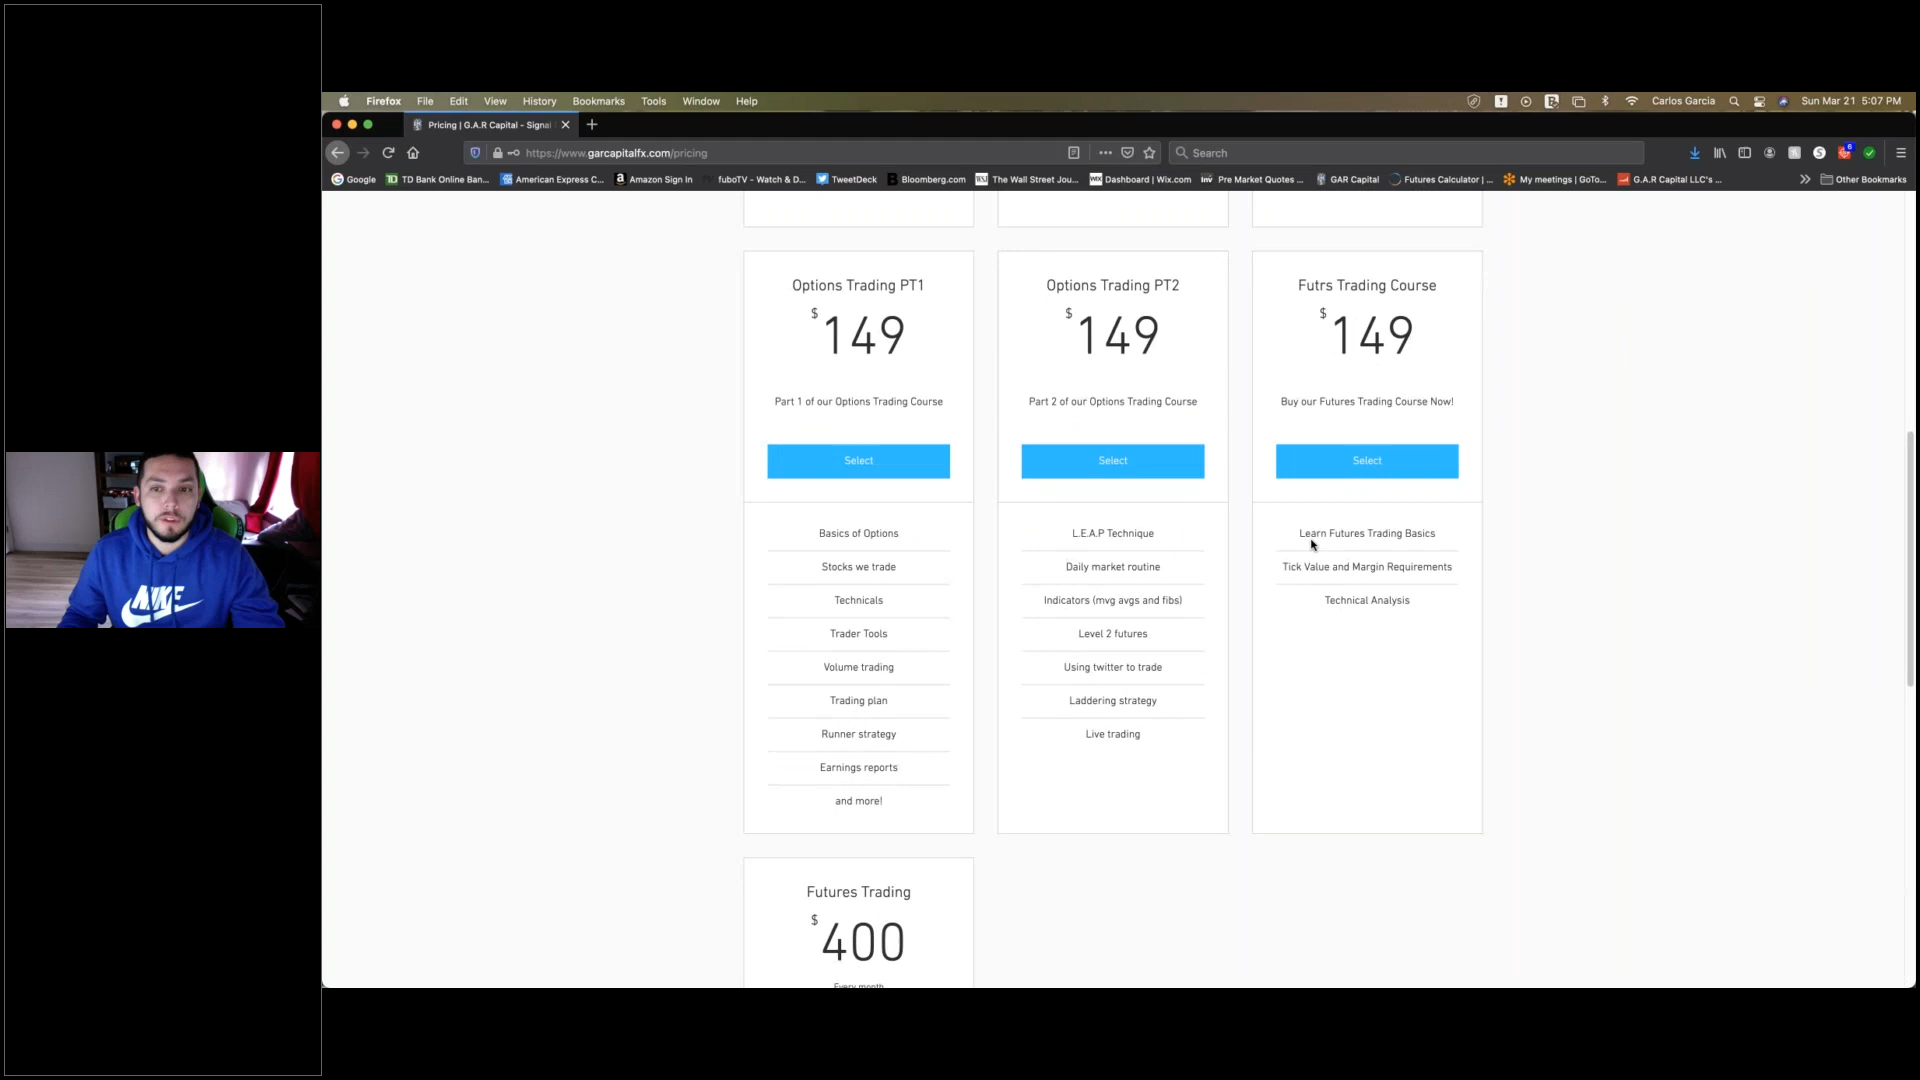 Firefox File Edit View History Bookmarks Tools Window Help Carlos Garcia Sun Mar 21 5:07 PM
Pricing | G.A.R Capital - Signal
https://www.garcapitalfx.com/pricing Search 6
Google TD Bank Online Ban... American Express C... Amazon Sign In fuboTV - Watch & D... TweetDeck Bloomberg.com The Wall Street Jou... Dashboard | Wix.com Pre Market Quotes ... GAR Capital Futures Calculator | ... My meetings | GoTo... G.A.R Capital LLC's ... Other Bookmarks
Options Trading PT1
$149
Part 1 of our Options Trading Course
Select
Basics of Options
Stocks we trade
Technicals
Trader Tools
Volume trading
Trading plan
Runner strategy
Earnings reports
and more!
Options Trading PT2
$149
Part 2 of our Options Trading Course
Select
L.E.A.P Technique
Daily market routine
Indicators (mvg avgs and fibs)
Level 2 futures
Using twitter to trade
Laddering strategy
Live trading
Futrs Trading Course
$149
Buy our Futures Trading Course Now!
Select
Learn Futures Trading Basics
Tick Value and Margin Requirements
Technical Analysis
Futures Trading
$400
Every month
NIKE